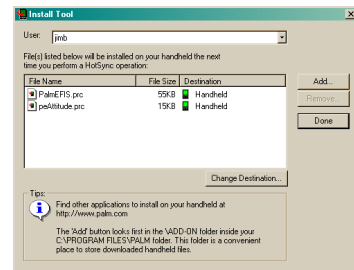 Install Tool
User: jimb
File(s) listed below will be installed on your handheld the next
time you perform a HotSync operation:
File Name File Size Destination
PalmEFIS.prc 55KB Handheld
peAttitude.prc 15KB Handheld
Add...
Remove...
Done
Change Destination...
Tips:
Find other applications to install on your handheld at
http://www.palm.com
The 'Add' button looks first in the \ADD-ON folder inside your
C:\PROGRAM FILES\PALM folder. This folder is a convenient
place to store downloaded handheld files.